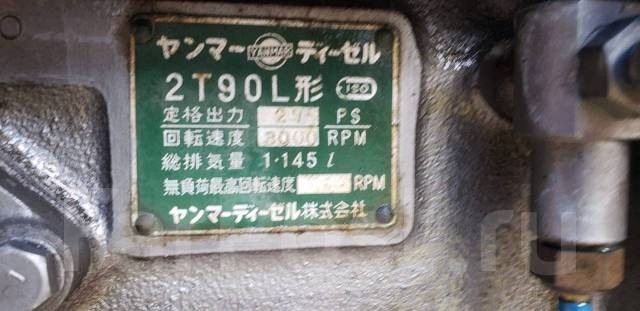 ヤンマー YANMAR ディーゼル
2T90L形 ISO
定格出力 PS
回転速度 3000 RPM
総排気量 1·145 l
無負荷最高回転速度 RPM
ヤンマーディーゼル株式会社